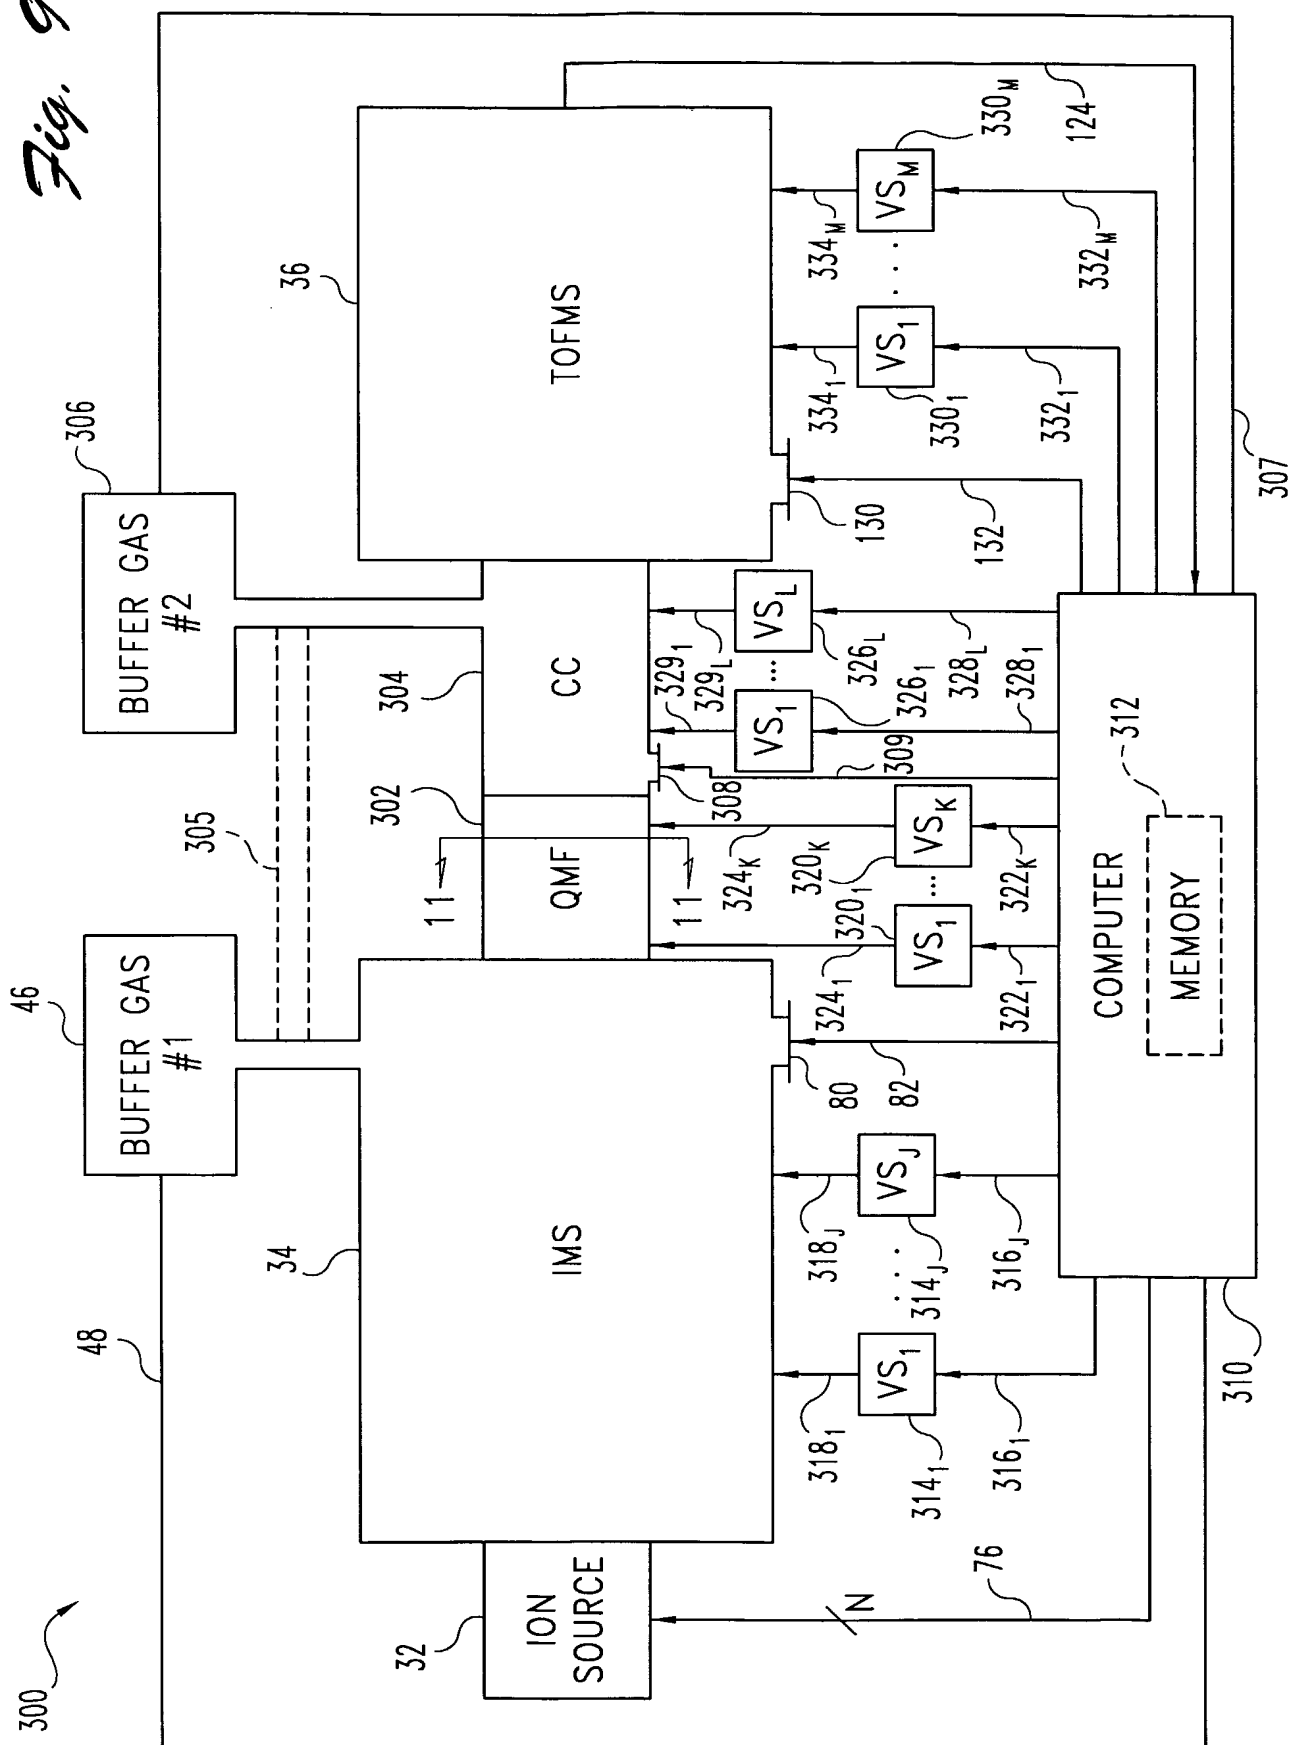 Fig. 9
300
48
46
BUFFER GAS
#1
305
306
BUFFER GAS
#2
34
IMS
302
QMF
11
11
304
CC
36
TOFMS
32
ION
SOURCE
76
N
318₁
VS₁
314₁
316₁
318J
VSJ
314J
....
316J
80
82
324₁
VS₁
320₁
322₁
...
324K
VSK
320K
322K
308
309
329₁
VS₁
326₁
328₁
...
329L
VSL
326L
328L
130
132
334₁
VS₁
330₁
332₁
....
334M
VSM
330M
332M
124
307
COMPUTER
312
MEMORY
310